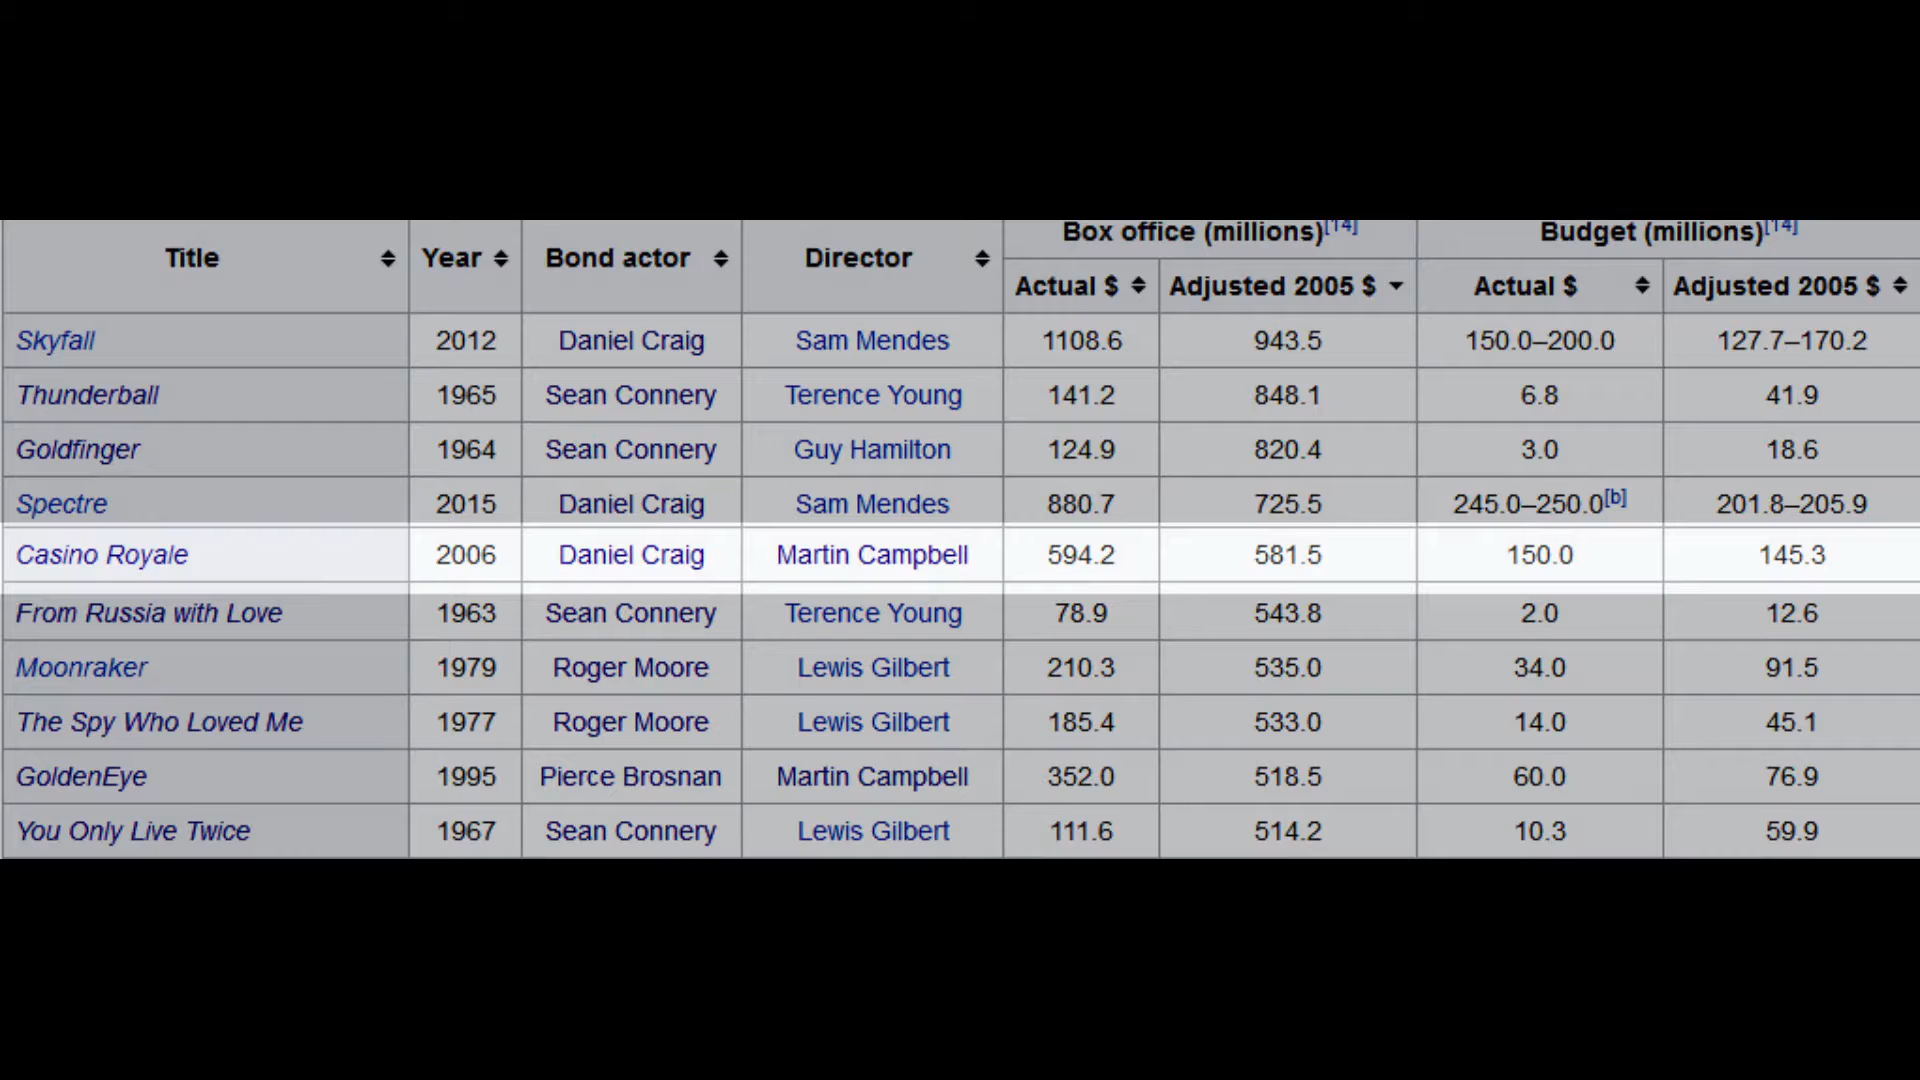 Box office (millions)[14] Budget (millions)[14]
Title Year Bond actor Director
Actual $ Adjusted 2005 $ Actual $ Adjusted 2005 $
Skyfall 2012 Daniel Craig Sam Mendes 1108.6 943.5 150.0–200.0 127.7–170.2
Thunderball 1965 Sean Connery Terence Young 141.2 848.1 6.8 41.9
Goldfinger 1964 Sean Connery Guy Hamilton 124.9 820.4 3.0 18.6
Spectre 2015 Daniel Craig Sam Mendes 880.7 725.5 245.0–250.0[b] 201.8–205.9
Casino Royale 2006 Daniel Craig Martin Campbell 594.2 581.5 150.0 145.3
From Russia with Love 1963 Sean Connery Terence Young 78.9 543.8 2.0 12.6
Moonraker 1979 Roger Moore Lewis Gilbert 210.3 535.0 34.0 91.5
The Spy Who Loved Me 1977 Roger Moore Lewis Gilbert 185.4 533.0 14.0 45.1
GoldenEye 1995 Pierce Brosnan Martin Campbell 352.0 518.5 60.0 76.9
You Only Live Twice 1967 Sean Connery Lewis Gilbert 111.6 514.2 10.3 59.9